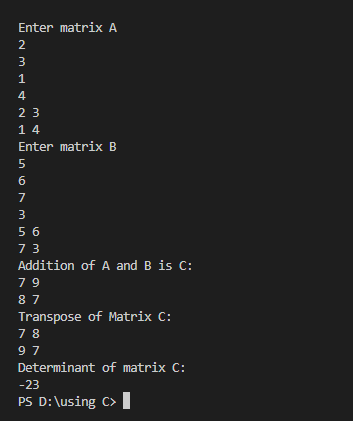 Enter matrix A
2
3
1
4
2 3
1 4
Enter matrix B
5
6
7
3
5 6
7 3
Addition of A and B is C:
7 9
8 7
Transpose of Matrix C:
7 8
9 7
Determinant of matrix C:
-23
PS D:\using C>